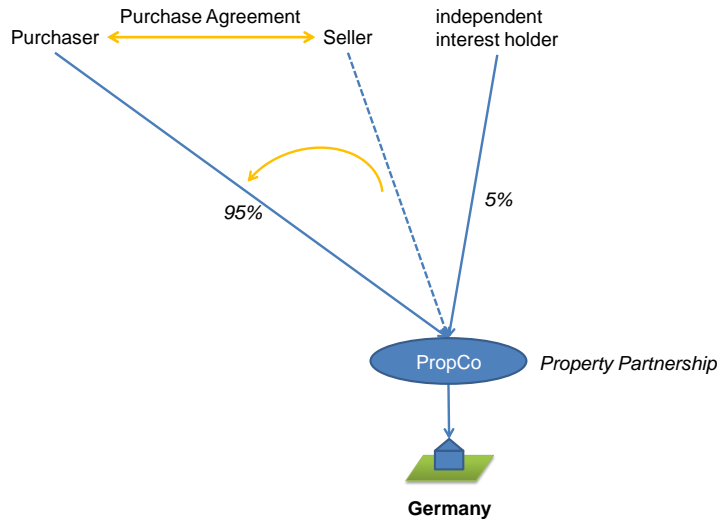 Purchase Agreement
Purchaser
Seller
independent
interest holder
95%
5%
PropCo
Property Partnership
Germany